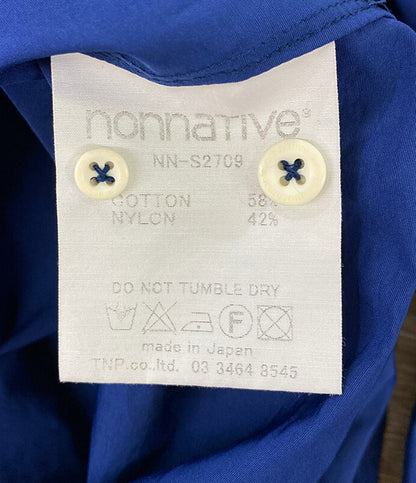 nonnative®
NN-S2709
COTTON 58%
NYLON 42%
DO NOT TUMBLE DRY
F
made in Japan
TNP.co.,ltd. 03 3464 8545